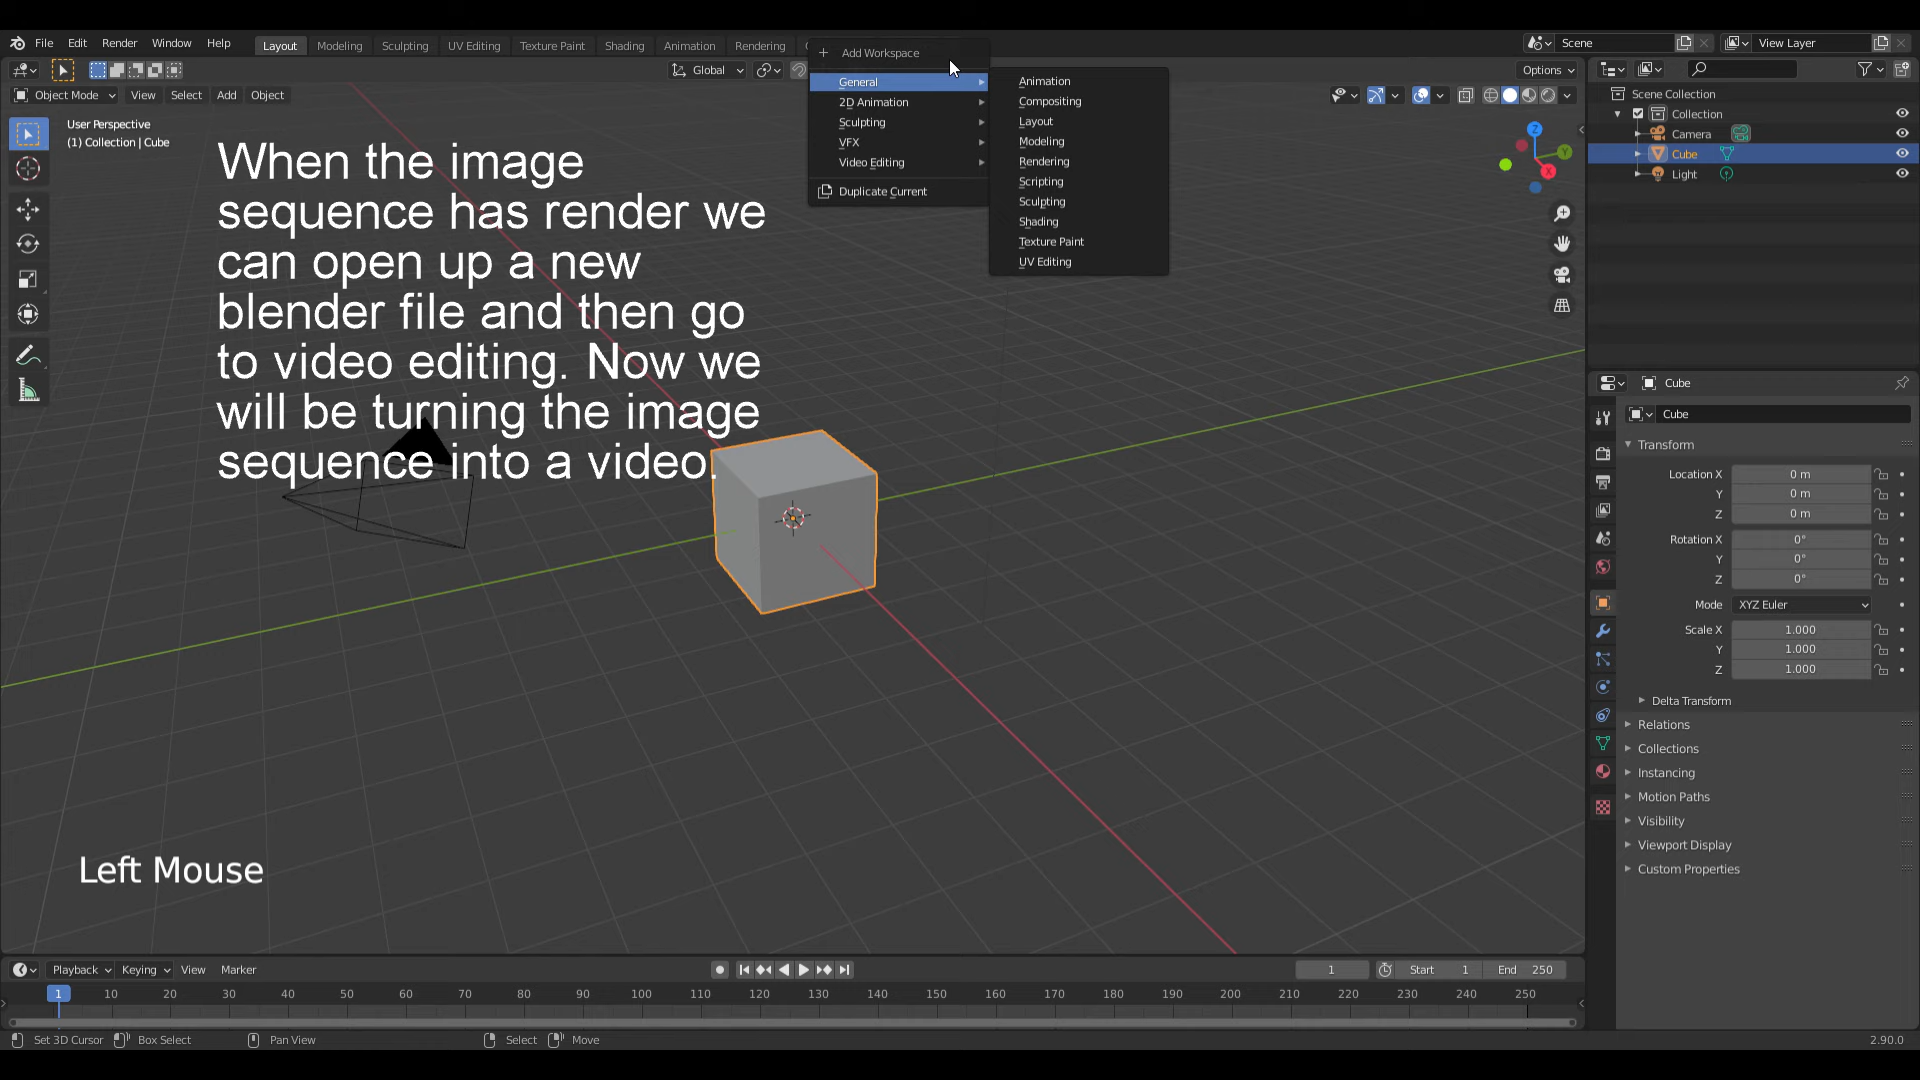 File Edit Render Window Help Layout Modeling Sculpting UV Editing Texture Paint Shading Animation Rendering Scene View Layer
Global Options
Object Mode View Select Add Object
User Perspective
(1) Collection | Cube
When the image
sequence has render we
can open up a new
blender file and then go
to video editing. Now we
will be turning the image
sequence into a video.
Add Workspace
General
2D Animation
Sculpting
VFX
Video Editing
Duplicate Current
Animation
Compositing
Layout
Modeling
Rendering
Scripting
Sculpting
Shading
Texture Paint
UV Editing
Z
Y
X
Scene Collection
Collection
Camera
Cube
Light
Cube
Cube
Transform
Location X 0 m
Y 0 m
Z 0 m
Rotation X 0°
Y 0°
Z 0°
Mode XYZ Euler
Scale X 1.000
Y 1.000
Z 1.000
Delta Transform
Relations
Collections
Instancing
Motion Paths
Visibility
Viewport Display
Custom Properties
Left Mouse
Playback Keying View Marker 1 Start 1 End 250
1 10 20 30 40 50 60 70 80 90 100 110 120 130 140 150 160 170 180 190 200 210 220 230 240 250
Set 3D Cursor Box Select Pan View Select Move 2.90.0